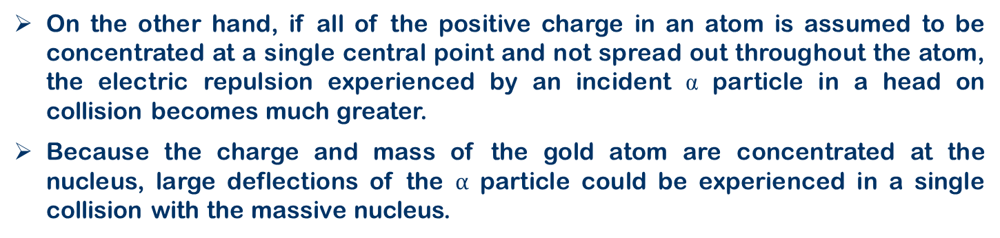 ➢ On the other hand, if all of the positive charge in an atom is assumed to be
concentrated at a single central point and not spread out throughout the atom,
the electric repulsion experienced by an incident α particle in a head on
collision becomes much greater.
➢ Because the charge and mass of the gold atom are concentrated at the
nucleus, large deflections of the α particle could be experienced in a single
collision with the massive nucleus.